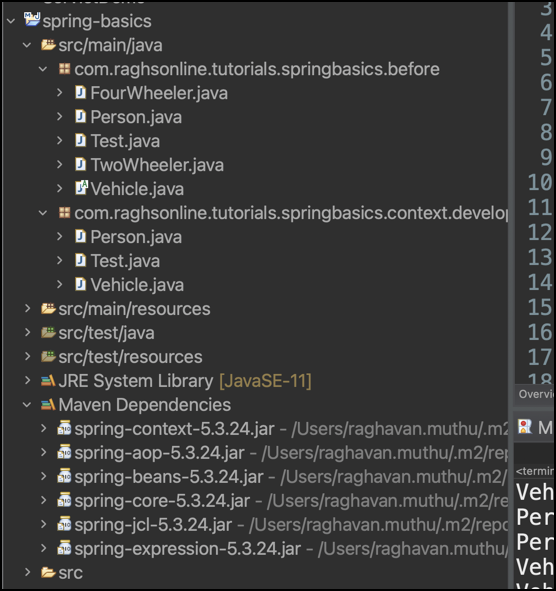 spring-basics
src/main/java
com.raghsonline.tutorials.springbasics.before
FourWheeler.java
Person.java
Test.java
TwoWheeler.java
Vehicle.java
com.raghsonline.tutorials.springbasics.context.develop
Person.java
Test.java
Vehicle.java
src/main/resources
src/test/java
src/test/resources
JRE System Library [JavaSE-11]
Maven Dependencies
spring-context-5.3.24.jar - /Users/raghavan.muthu/.m2
spring-aop-5.3.24.jar - /Users/raghavan.muthu/.m2/rep
spring-beans-5.3.24.jar - /Users/raghavan.muthu/.m2/
spring-core-5.3.24.jar - /Users/raghavan.muthu/.m2/re
spring-jcl-5.3.24.jar - /Users/raghavan.muthu/.m2/repo
spring-expression-5.3.24.jar - /Users/raghavan.muthu/
src
3
4
5
6
7
8
9
10
11
12
13
14
15
16
17
18
Overvi
M
<termin
Veh
Per
Per
Veh